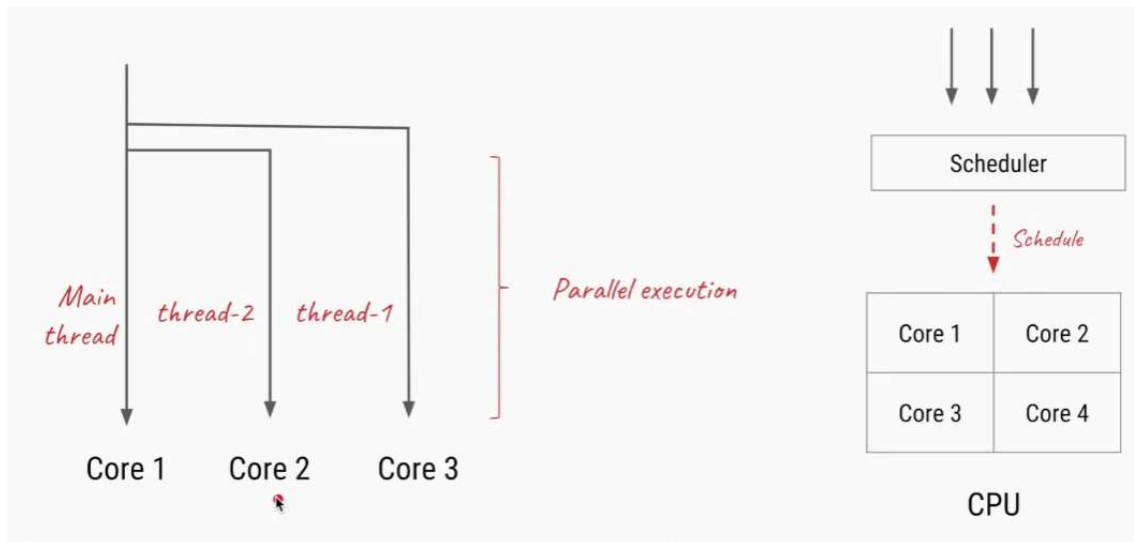 Main
thread
thread-2
thread-1
Parallel execution
Core 1
Core 2
Core 3
Scheduler
Schedule
Core 1
Core 2
Core 3
Core 4
CPU